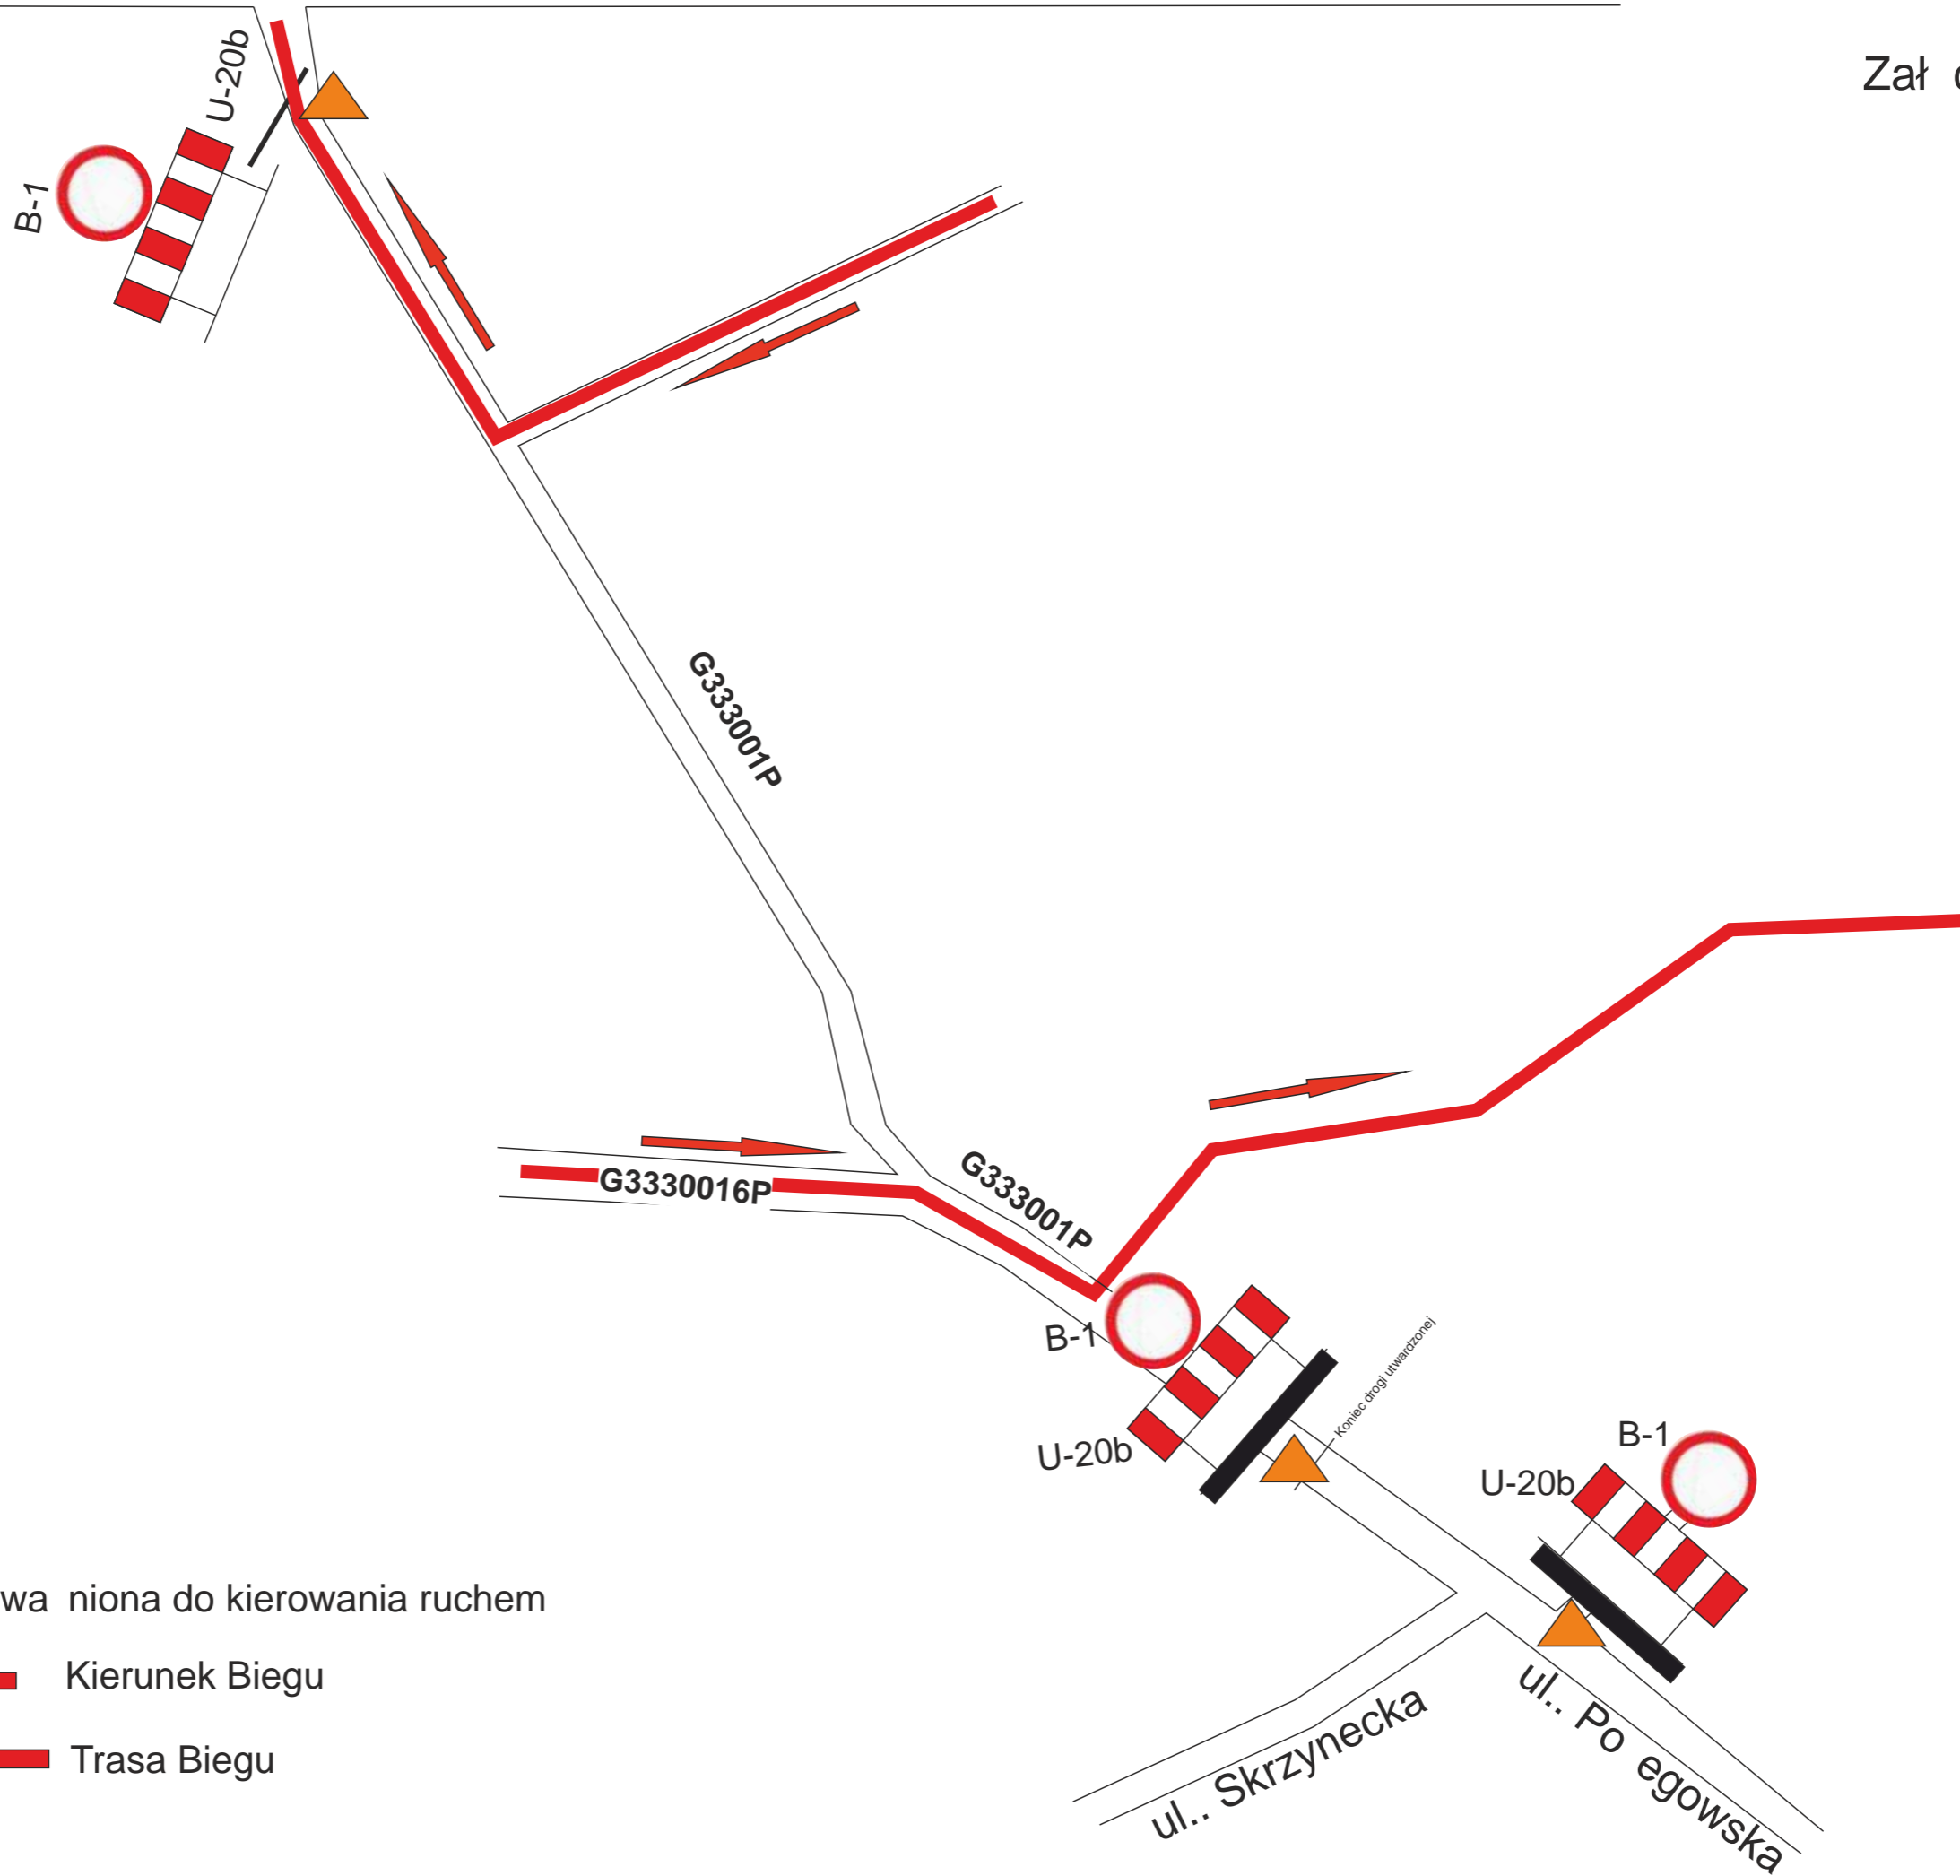 U-20b
Zał
B-1
G333001P
G3330016P
G333001P
B-1
U-20b
Koniec drogi utwardzonej
B-1
U-20b
wa niona do kierowania ruchem
Kierunek Biegu
Trasa Biegu
ul.. Skrzynecka
ul.. Po egowska